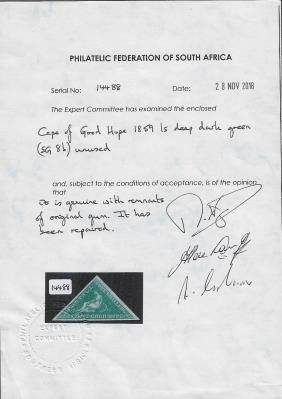 PHILATELIC FEDERATION OF SOUTH AFRICA
Serial No: 14488 Date: 28 NOV 2018
The Expert Committee has examined the enclosed
Cape of Good Hope 1859 1s deep dark green
(SG 8b) unused
and, subject to the conditions of acceptance, is of the opinion
that
it is genuine with remnants
of original gum. It has
been repaired.
14488
EXPERT
COMMITTEE